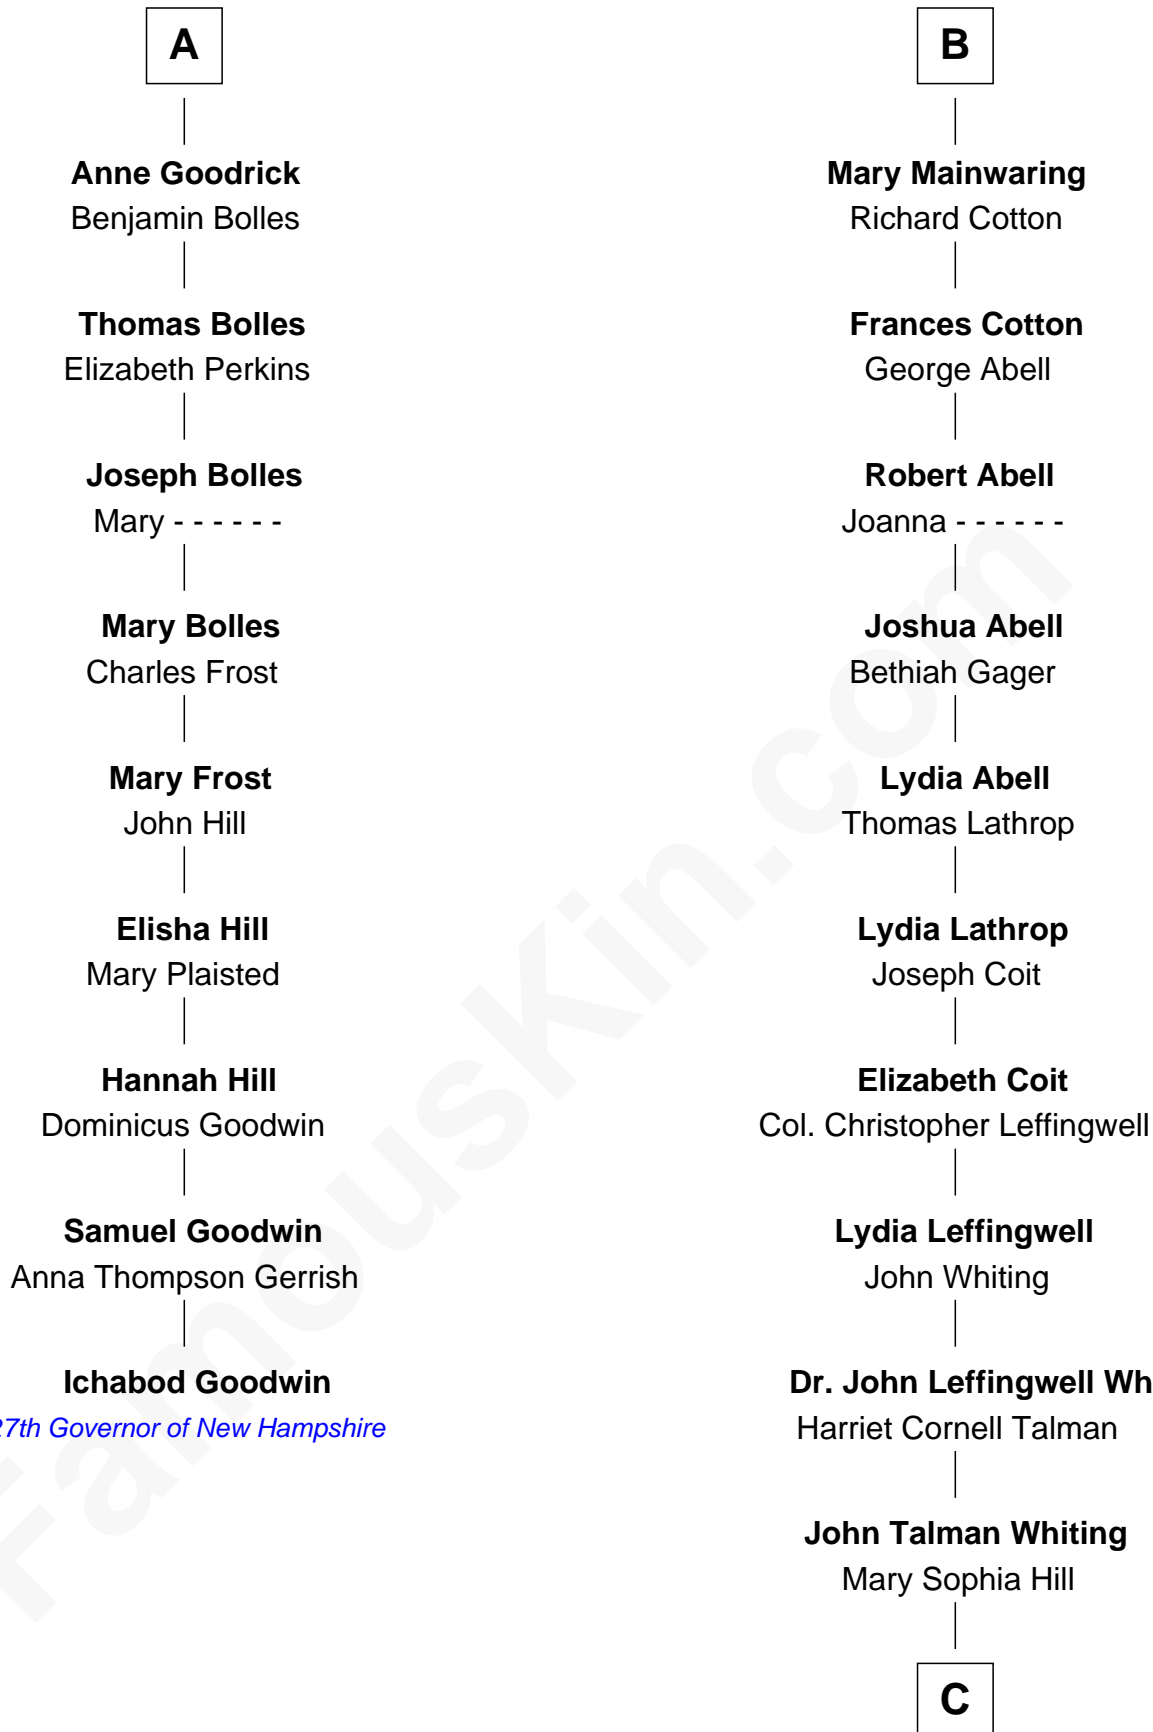 A
Anne Goodrick
Benjamin Bolles
Thomas Bolles
Elizabeth Perkins
Joseph Bolles
Mary - - - - - -
Mary Bolles
Charles Frost
Mary Frost
John Hill
Elisha Hill
Mary Plaisted
Hannah Hill
Dominicus Goodwin
Samuel Goodwin
Anna Thompson Gerrish
Ichabod Goodwin
27th Governor of New Hampshire
B
Mary Mainwaring
Richard Cotton
Frances Cotton
George Abell
Robert Abell
Joanna - - - - - -
Joshua Abell
Bethiah Gager
Lydia Abell
Thomas Lathrop
Lydia Lathrop
Joseph Coit
Elizabeth Coit
Col. Christopher Leffingwell
Lydia Leffingwell
John Whiting
Dr. John Leffingwell Wh
Harriet Cornell Talman
John Talman Whiting
Mary Sophia Hill
C
FamousKin.com